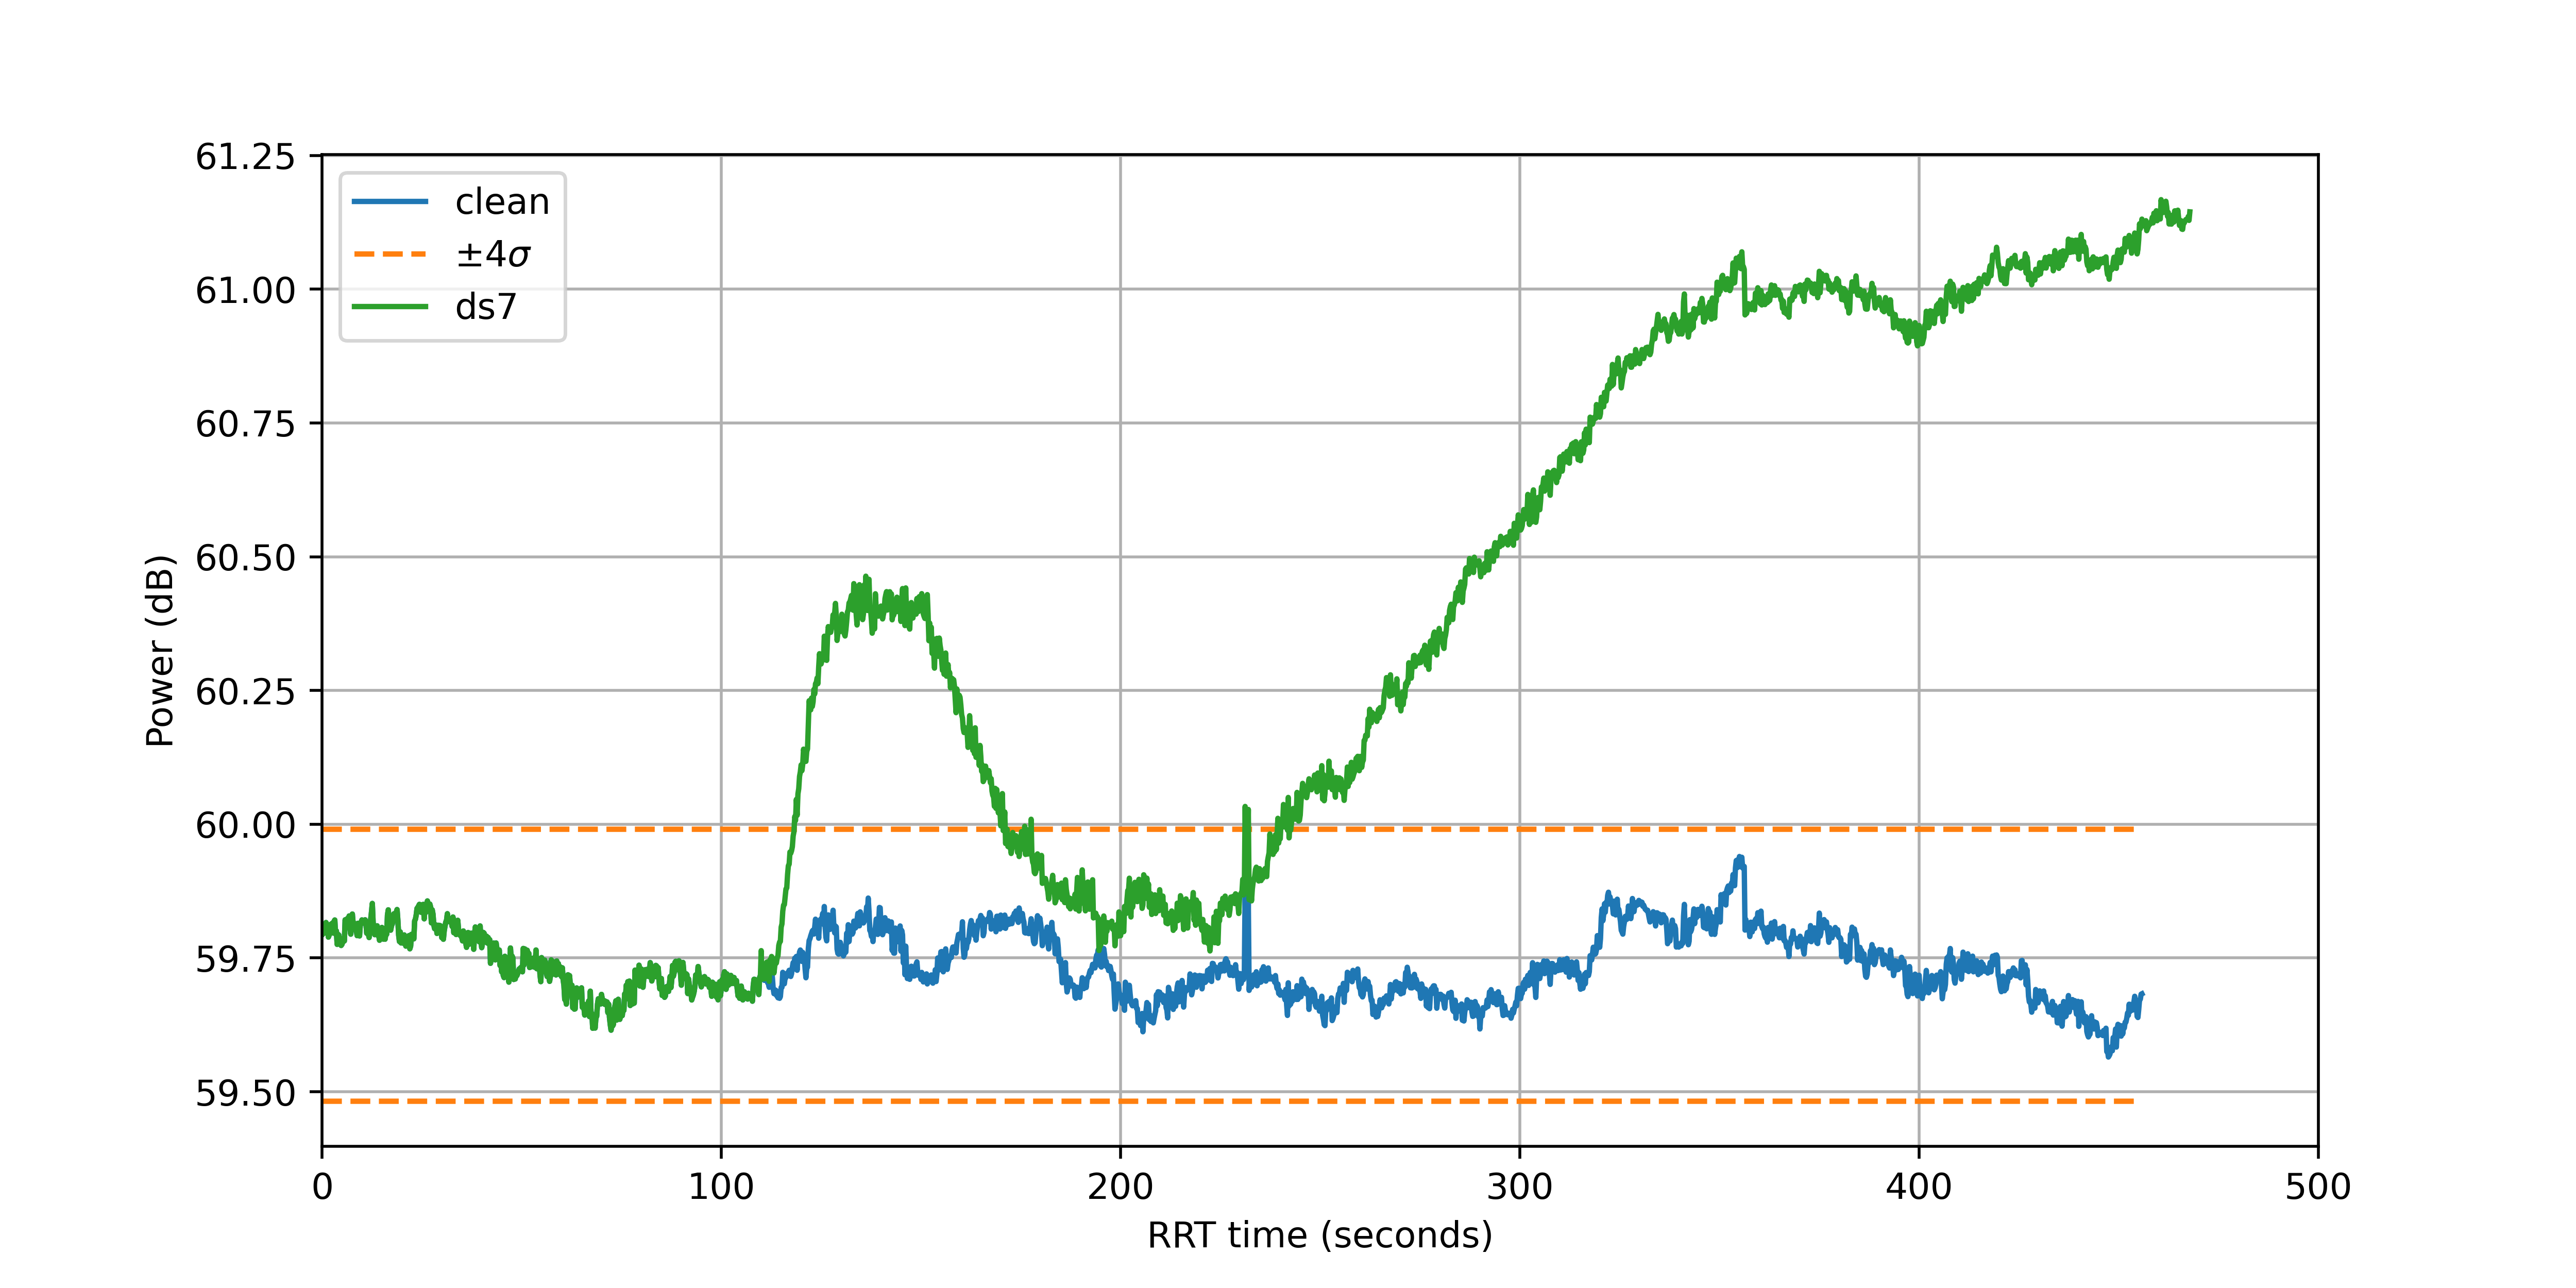 61.25
61.00
60.75
60.50
60.25
60.00
59.75
59.50
Power (dB)
clean
±4σ
ds7
0 100 200 300 400 500
RRT time (seconds)